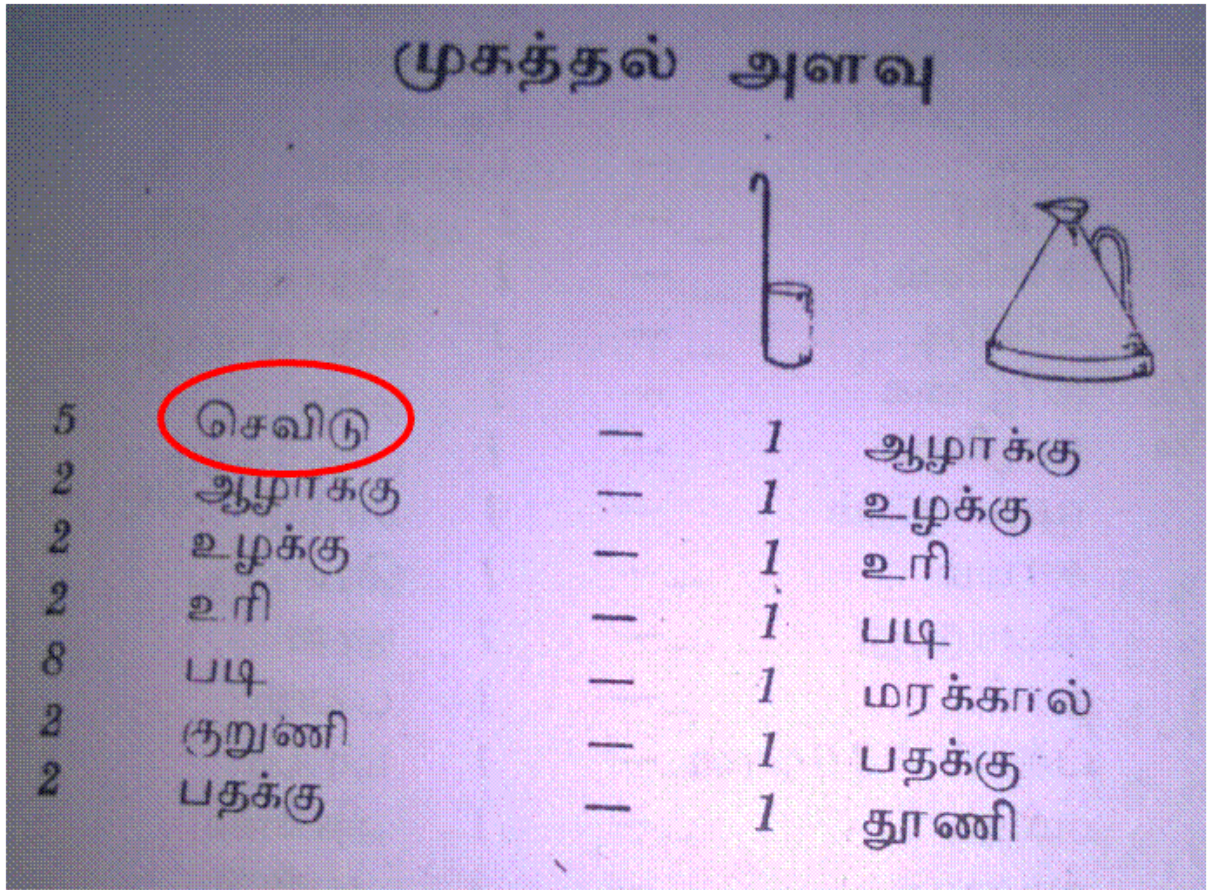 முகத்தல் அளவு
5 செவிடு — 1 ஆழாக்கு
2 ஆழாக்கு — 1 உழக்கு
2 உழக்கு — 1 உரி
2 உரி — 1 படி
8 படி — 1 மரக்கால்
2 குறுணி — 1 பதக்கு
2 பதக்கு — 1 தூணி